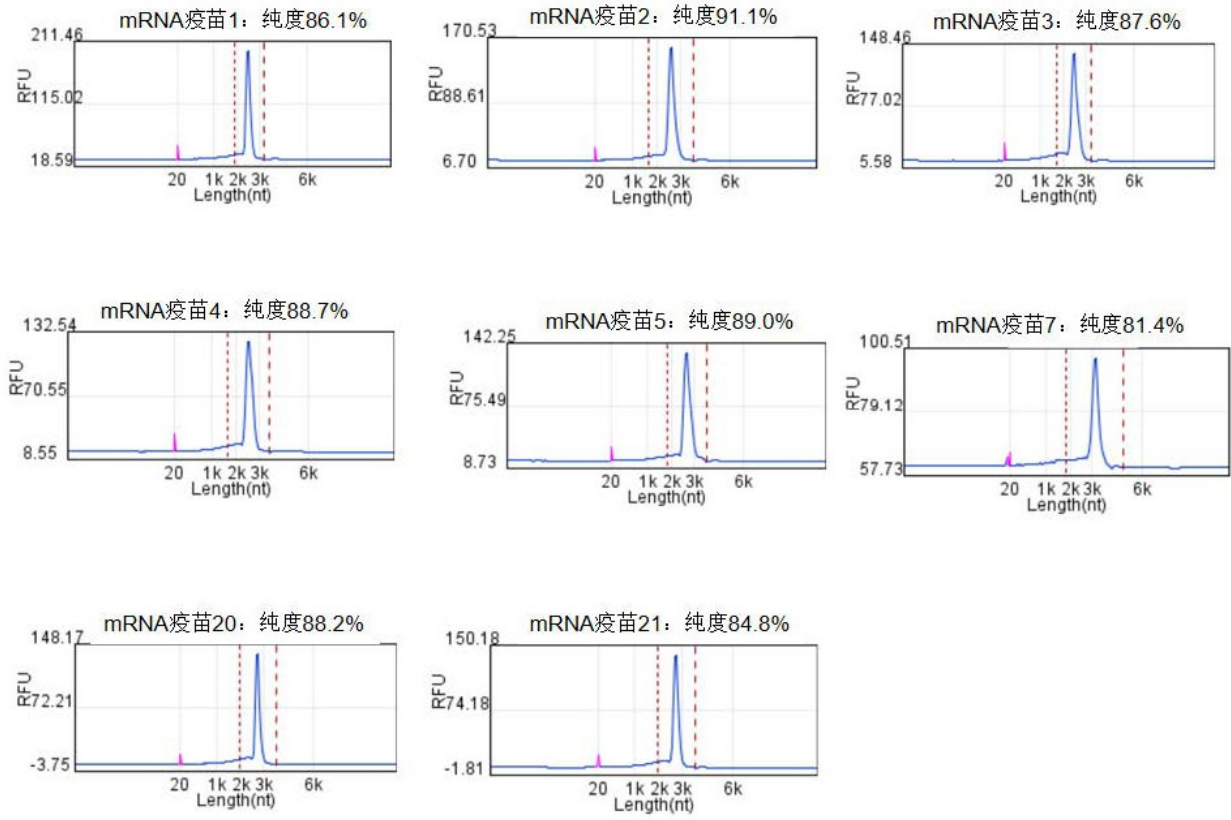 mRNA疫苗1：纯度86.1%
211.46
RFU
115.02
18.59
20 1k 2k 3k 6k
Length(nt)
mRNA疫苗2：纯度91.1%
170.53
RFU
88.61
6.70
20 1k 2k 3k 6k
Length(nt)
mRNA疫苗3：纯度87.6%
148.46
RFU
77.02
5.58
20 1k 2k 3k 6k
Length(nt)
mRNA疫苗4：纯度88.7%
132.54
RFU
70.55
8.55
20 1k 2k 3k 6k
Length(nt)
mRNA疫苗5：纯度89.0%
142.25
RFU
75.49
8.73
20 1k 2k 3k 6k
Length(nt)
mRNA疫苗7：纯度81.4%
100.51
RFU
79.12
57.73
20 1k 2k 3k 6k
Length(nt)
mRNA疫苗20：纯度88.2%
148.17
RFU
72.21
-3.75
20 1k 2k 3k 6k
Length(nt)
mRNA疫苗21：纯度84.8%
150.18
RFU
74.18
-1.81
20 1k 2k 3k 6k
Length(nt)